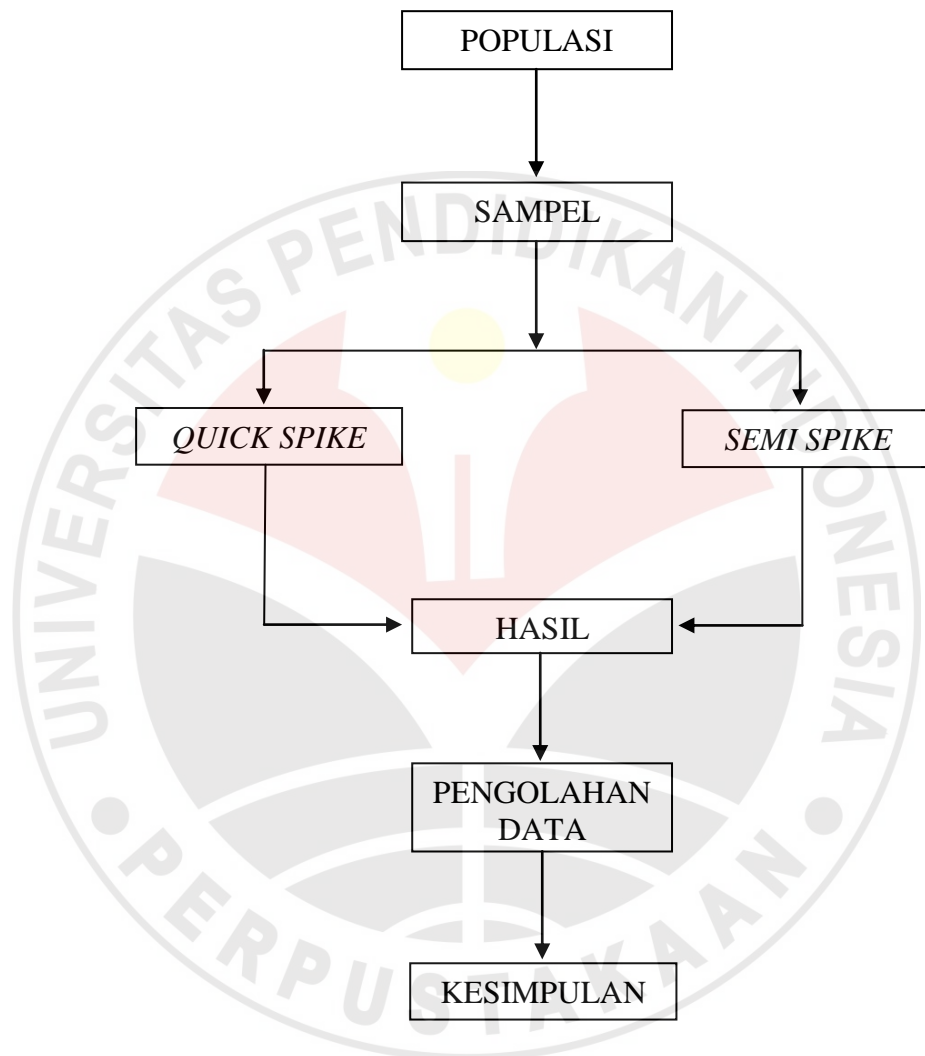 POPULASI
SAMPEL
QUICK SPIKE
SEMI SPIKE
HASIL
PENGOLAHAN
DATA
KESIMPULAN
UNIVERSITAS PENDIDIKAN INDONESIA
PERPUSTAKAAN